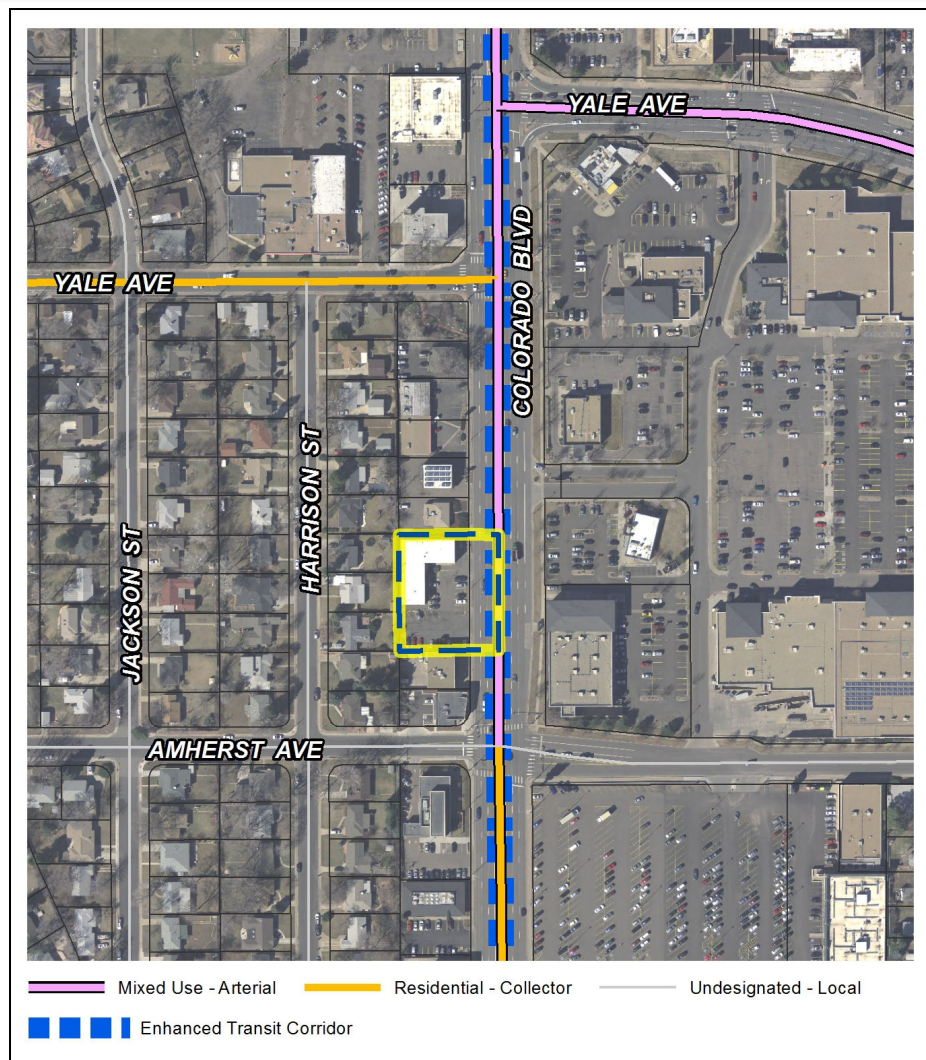 YALE AVE
COLORADO BLVD
YALE AVE
HARRISON ST
JACKSON ST
AMHERST AVE
Mixed Use - Arterial
Residential - Collector
Undesignated - Local
Enhanced Transit Corridor